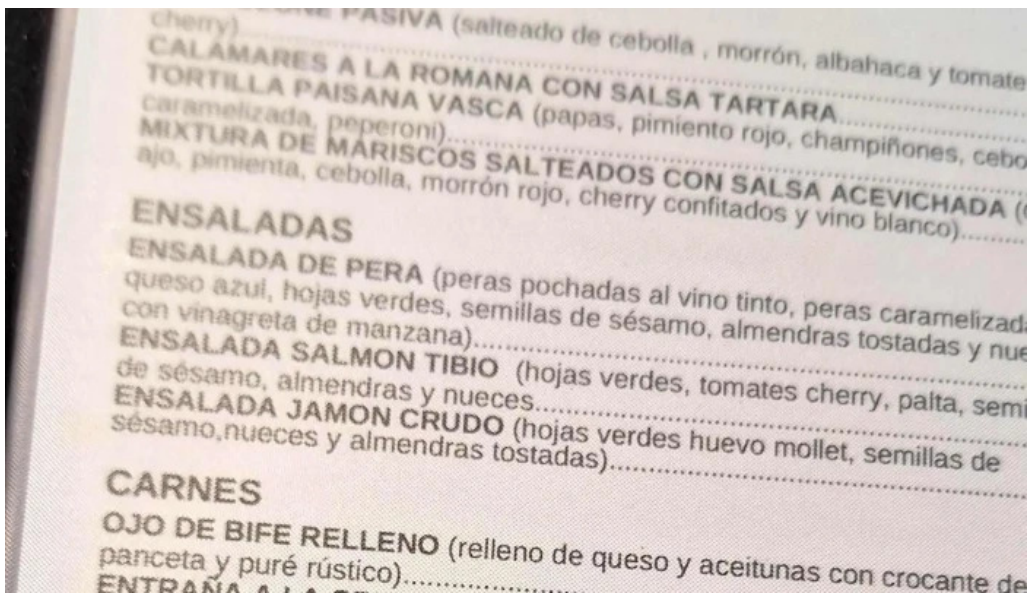 PASIVA (salteado de cebolla , morrón, albahaca y tomate
cherry)
CALAMARES A LA ROMANA CON SALSA TARTARA
TORTILLA PAISANA VASCA (papas, pimiento rojo, champiñones, cebo
caramelizada, peperoni)
MIXTURA DE MARISCOS SALTEADOS CON SALSA ACEVICHADA (
ajo, pimienta, cebolla, morrón rojo, cherry confitados y vino blanco)
ENSALADAS
ENSALADA DE PERA (peras pochadas al vino tinto, peras caramelizad
queso azul, hojas verdes, semillas de sésamo, almendras tostadas y nue
con vinagreta de manzana)
ENSALADA SALMON TIBIO (hojas verdes, tomates cherry, palta, semi
de sésamo, almendras y nueces
ENSALADA JAMON CRUDO (hojas verdes huevo mollet, semillas de
sésamo,nueces y almendras tostadas)
CARNES
OJO DE BIFE RELLENO (relleno de queso y aceitunas con crocante de
panceta y puré rústico)
ENTRAÑA A LA